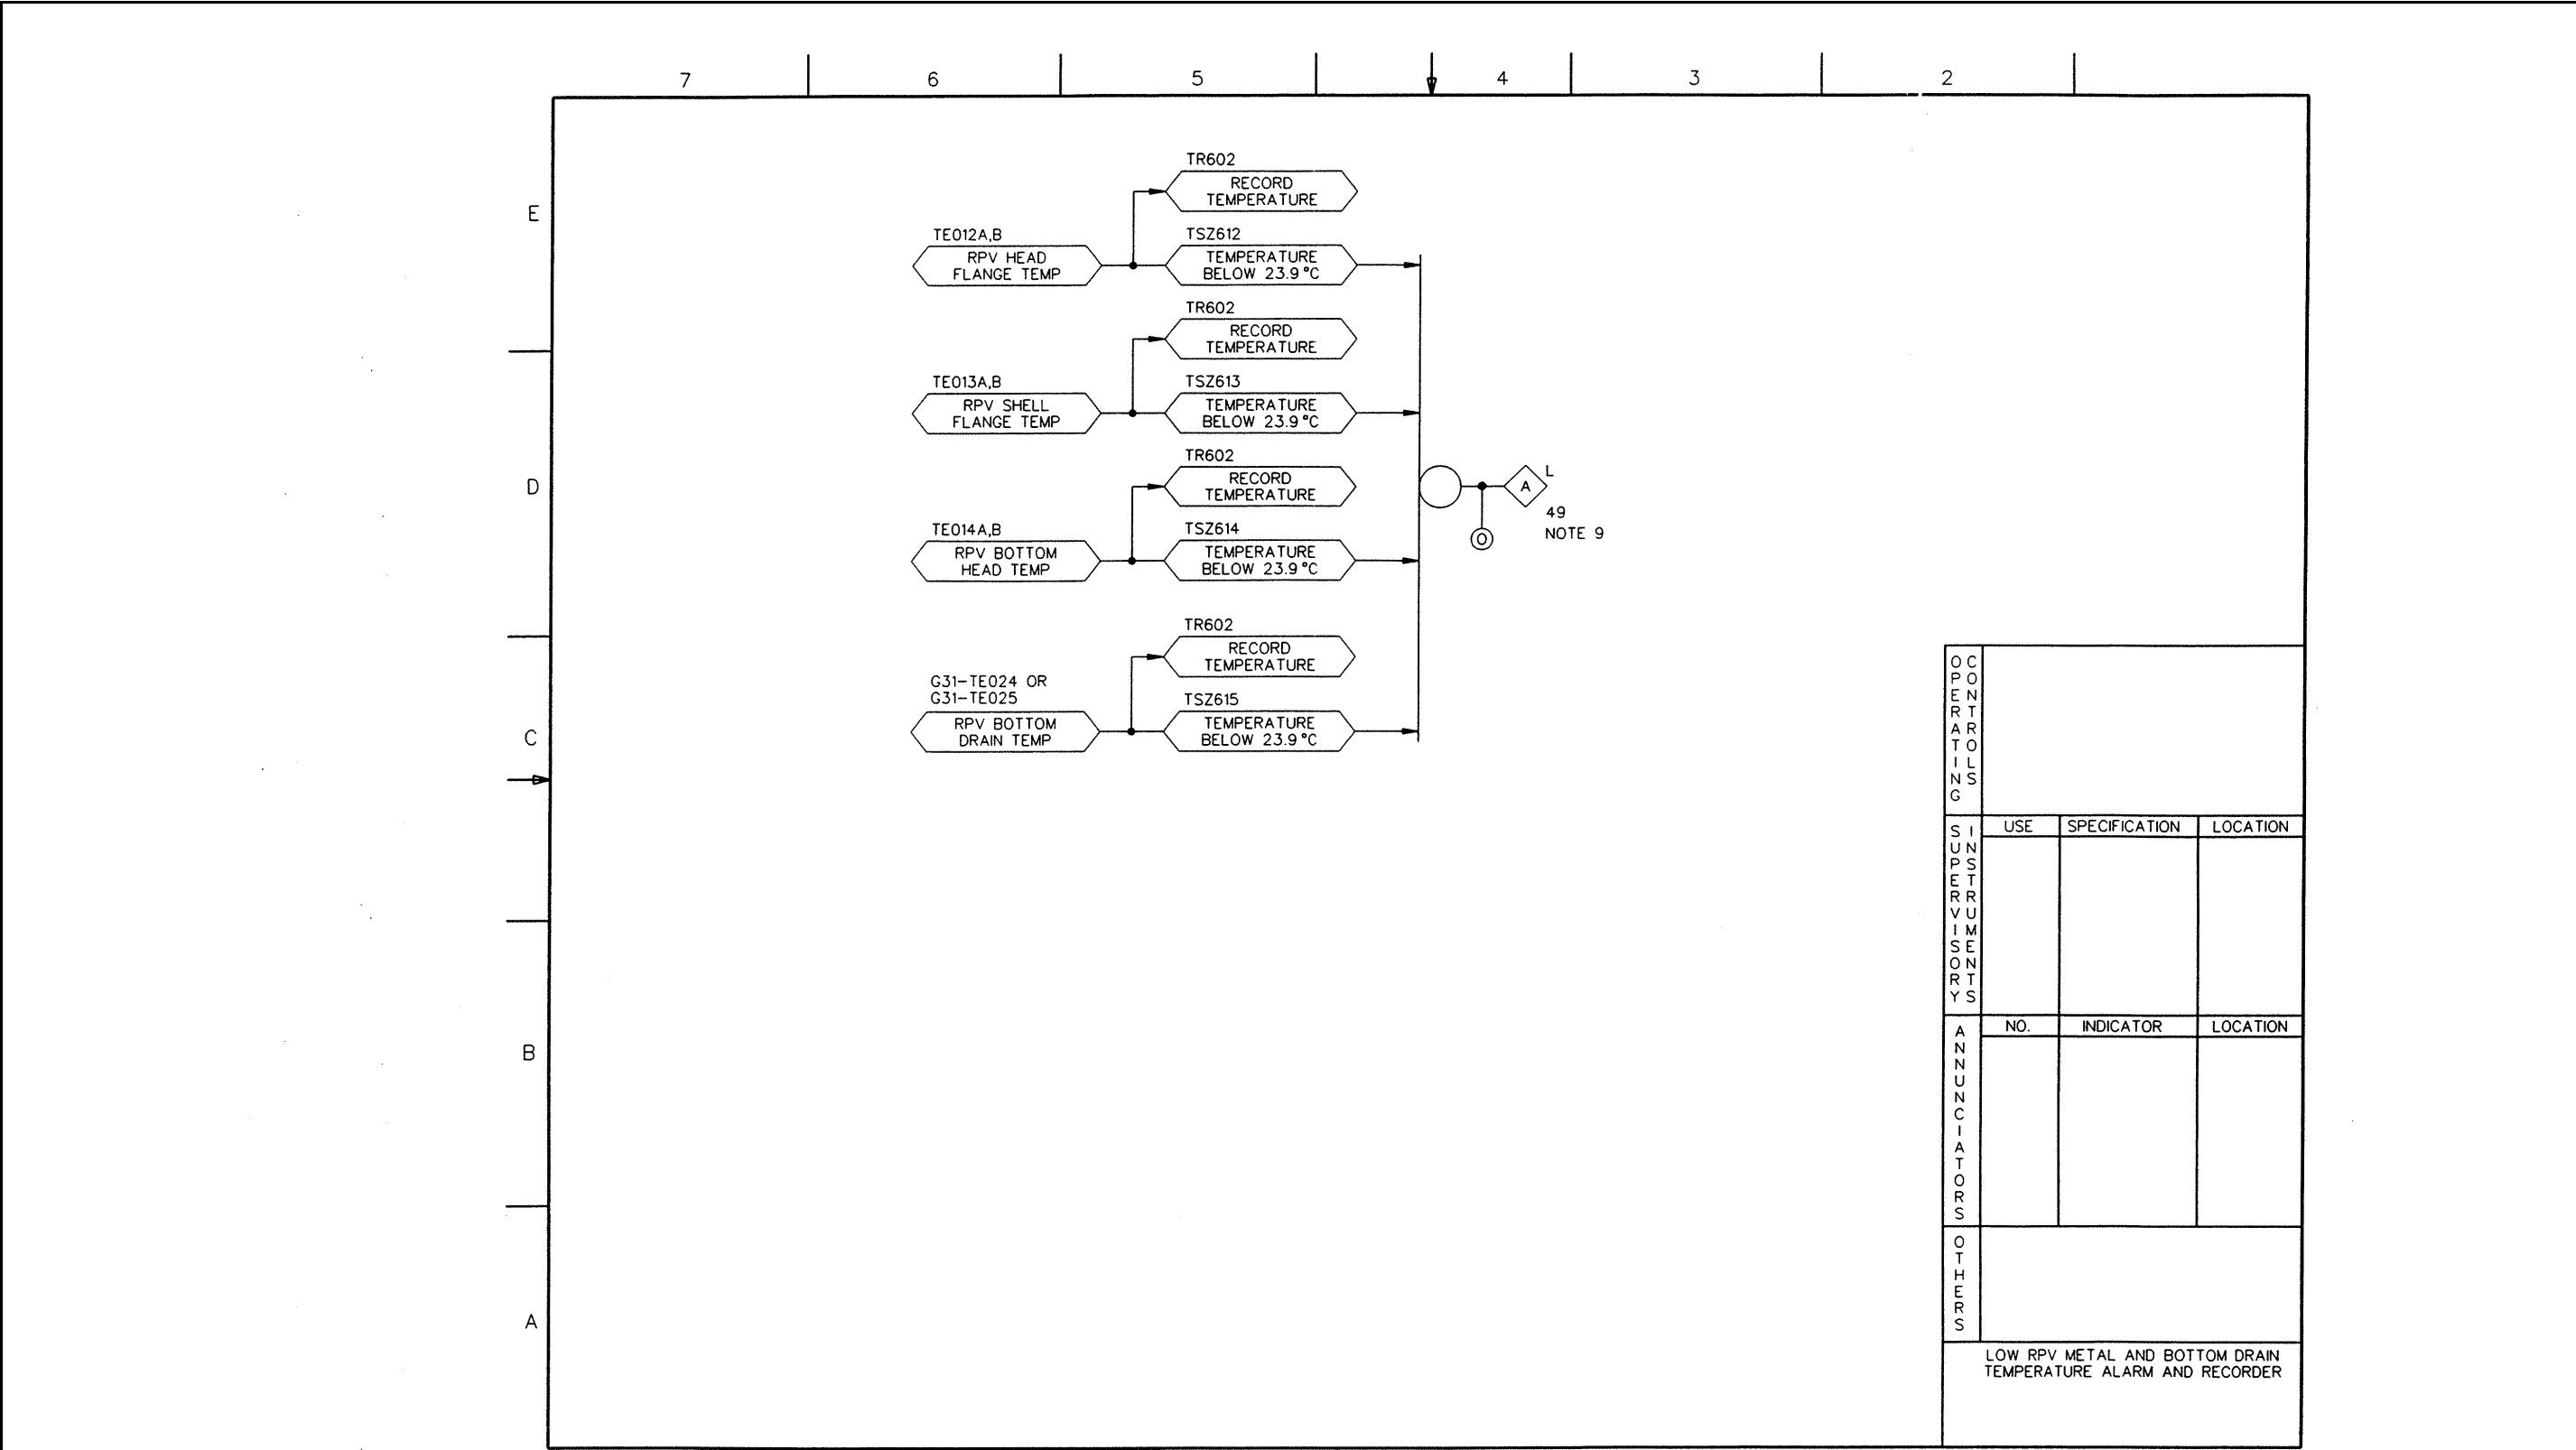 7 6 5 4 3 2
E
D
C
B
A
TR602
RECORD
TEMPERATURE
TE012A,B
RPV HEAD
FLANGE TEMP
TSZ612
TEMPERATURE
BELOW 23.9°C
TR602
RECORD
TEMPERATURE
TE013A,B
RPV SHELL
FLANGE TEMP
TSZ613
TEMPERATURE
BELOW 23.9°C
TR602
RECORD
TEMPERATURE
TE014A,B
RPV BOTTOM
HEAD TEMP
TSZ614
TEMPERATURE
BELOW 23.9°C
A
L
49
NOTE 9
O
TR602
RECORD
TEMPERATURE
G31-TE024 OR
G31-TE025
RPV BOTTOM
DRAIN TEMP
TSZ615
TEMPERATURE
BELOW 23.9°C
OPERATING
CONTROLS
SUPERVISORY
INSTRUMENTS
USE SPECIFICATION LOCATION
ANNUNCIATORS
NO. INDICATOR LOCATION
OTHERS
LOW RPV METAL AND BOTTOM DRAIN
TEMPERATURE ALARM AND RECORDER